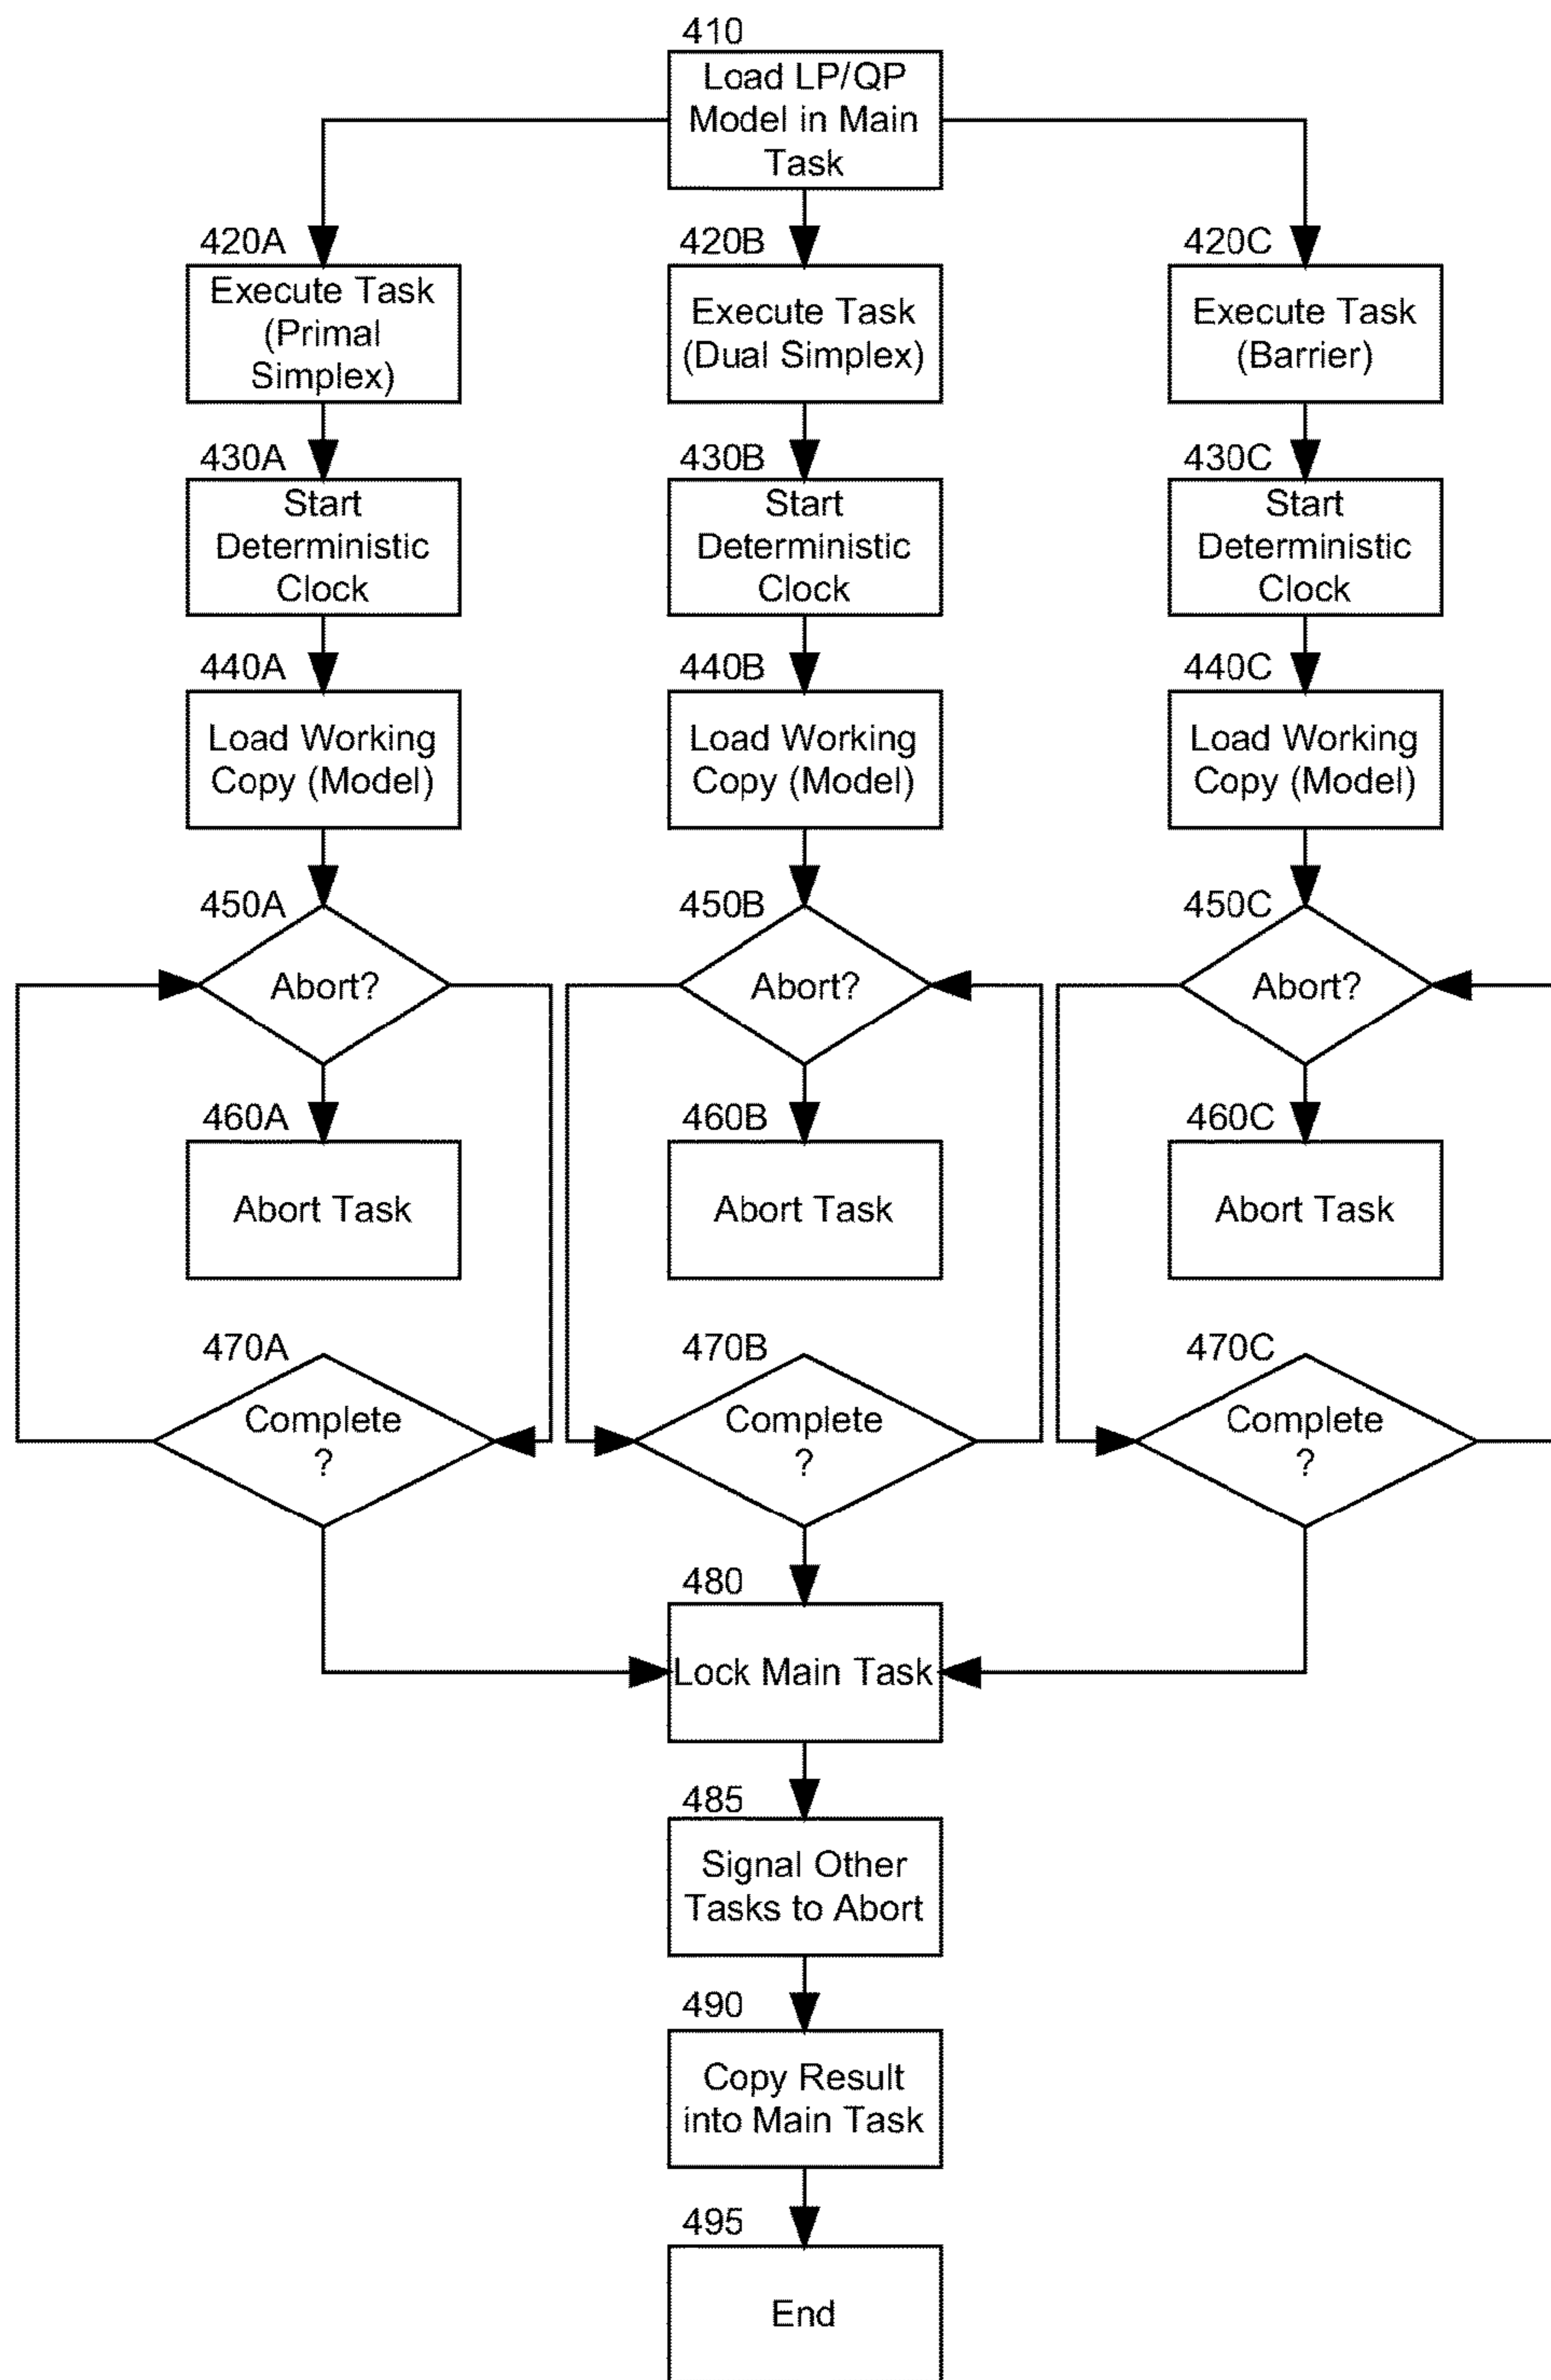 410
Load LP/QP
Model in Main
Task
420A
Execute Task
(Primal
Simplex)
420B
Execute Task
(Dual Simplex)
420C
Execute Task
(Barrier)
430A
Start
Deterministic
Clock
430B
Start
Deterministic
Clock
430C
Start
Deterministic
Clock
440A
Load Working
Copy (Model)
440B
Load Working
Copy (Model)
440C
Load Working
Copy (Model)
450A
Abort?
450B
Abort?
450C
Abort?
460A
Abort Task
460B
Abort Task
460C
Abort Task
470A
Complete
?
470B
Complete
?
470C
Complete
?
480
Lock Main Task
485
Signal Other
Tasks to Abort
490
Copy Result
into Main Task
495
End